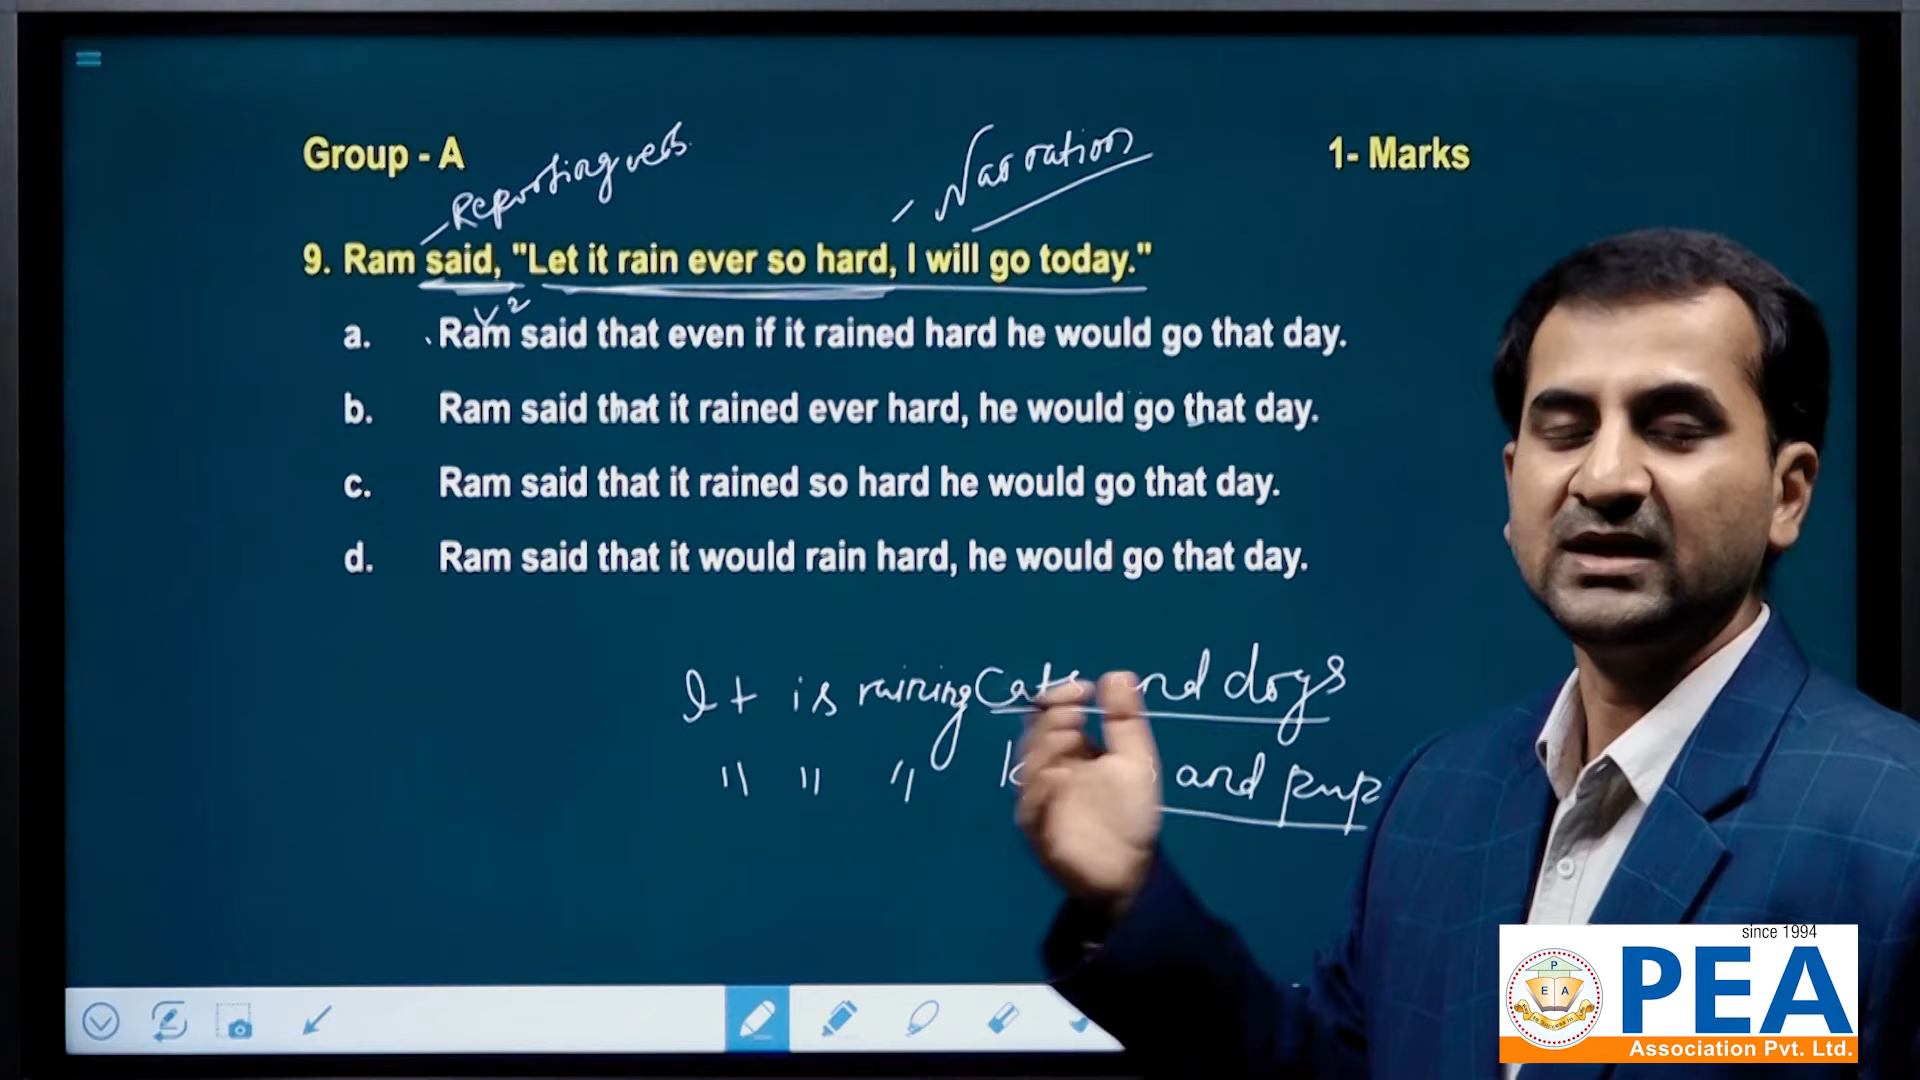 Group - A
1- Marks
Reporting verb
Narration
9. Ram said, "Let it rain ever so hard, I will go today."
V2
a. Ram said that even if it rained hard he would go that day.
b. Ram said that it rained ever hard, he would go that day.
c. Ram said that it rained so hard he would go that day.
d. Ram said that it would rain hard, he would go that day.
It is raining cats and dogs
" " " and pup
since 1994
P
E A
PEA
Association Pvt. Ltd.